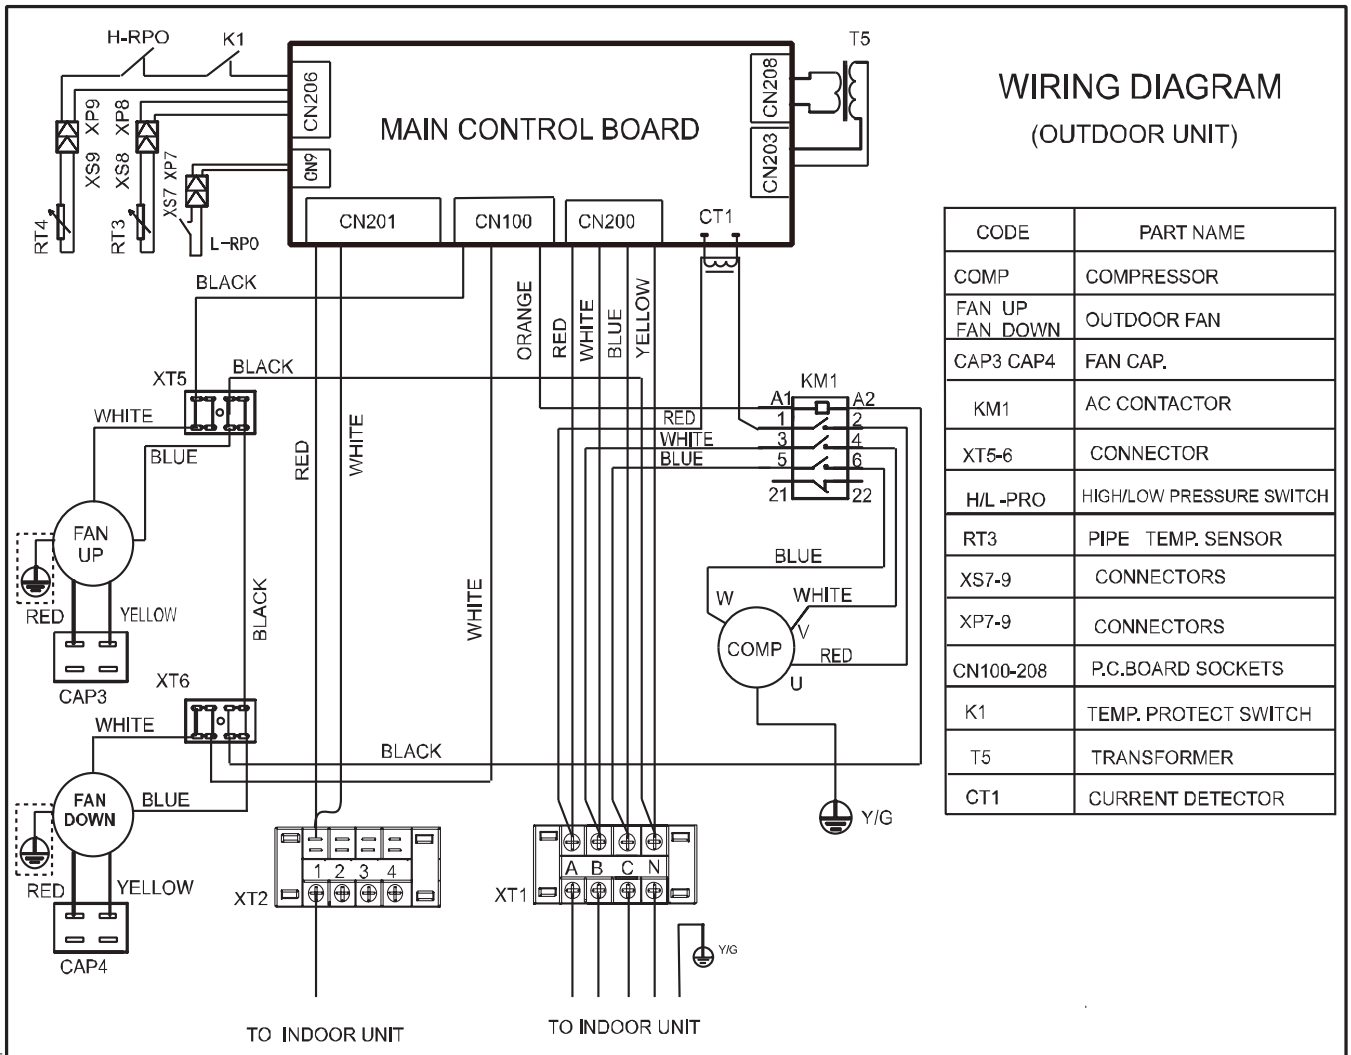 H-RPO
K1
CN206
XP9
XP8
XS9
XS8
XS7 XP7
CN9
RT4
RT3
L-RPO
MAIN CONTROL BOARD
CN208
CN203
T5
CN201
CN100
CN200
CT1
WIRING DIAGRAM
(OUTDOOR UNIT)
CODE PART NAME
COMP COMPRESSOR
FAN UP
FAN DOWN OUTDOOR FAN
CAP3 CAP4 FAN CAP.
KM1 AC CONTACTOR
XT5-6 CONNECTOR
H/L -PRO HIGH/LOW PRESSURE SWITCH
RT3 PIPE TEMP. SENSOR
XS7-9 CONNECTORS
XP7-9 CONNECTORS
CN100-208 P.C.BOARD SOCKETS
K1 TEMP. PROTECT SWITCH
T5 TRANSFORMER
CT1 CURRENT DETECTOR
BLACK
ORANGE
RED
WHITE
BLUE
YELLOW
XT5
BLACK
WHITE
BLUE
RED
WHITE
KM1
A1 A2
RED 1 2
WHITE 3 4
BLUE 5 6
21 22
FAN
UP
RED
YELLOW
CAP3
BLACK
WHITE
BLUE
W
WHITE
V
COMP
RED
U
XT6
WHITE
BLACK
FAN
DOWN
BLUE
RED
YELLOW
CAP4
Y/G
XT2
1 2 3 4
XT1
A B C N
Y/G
TO INDOOR UNIT
TO INDOOR UNIT